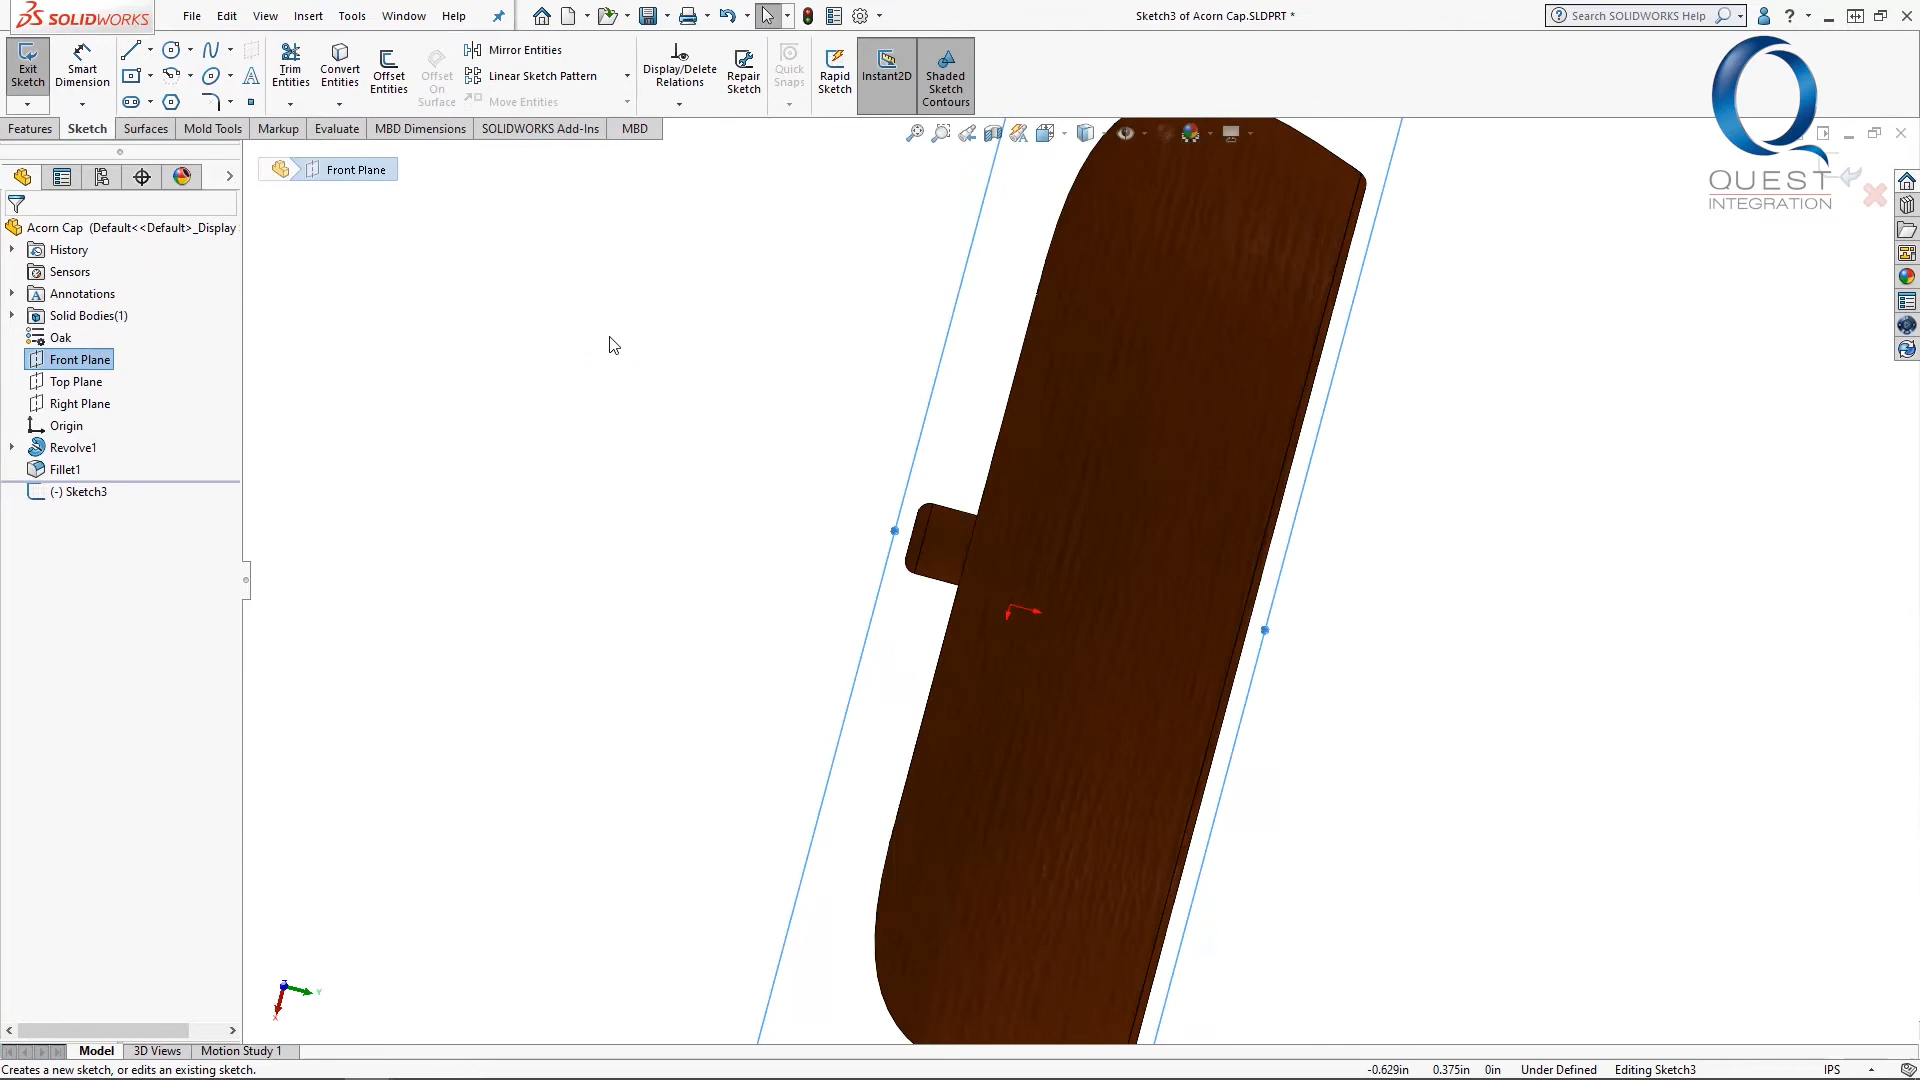 SOLIDWORKS File Edit View Insert Tools Window Help Sketch3 of Acorn Cap.SLDPRT * Search SOLIDWORKS Help ?
Exit Sketch
Smart Dimension
Trim Entities
Convert Entities
Offset Entities
Offset On Surface
Mirror Entities
Linear Sketch Pattern
Move Entities
Display/Delete Relations
Repair Sketch
Quick Snaps
Rapid Sketch
Instant2D
Shaded Sketch Contours
Features Sketch Surfaces Mold Tools Markup Evaluate MBD Dimensions SOLIDWORKS Add-Ins MBD
QUEST
INTEGRATION
Front Plane
Acorn Cap (Default<<Default>_Display
History
Sensors
Annotations
Solid Bodies(1)
Oak
Front Plane
Top Plane
Right Plane
Origin
Revolve1
Fillet1
(-) Sketch3
Z
Y
X
Model 3D Views Motion Study 1
Creates a new sketch, or edits an existing sketch. -0.629in 0.375in 0in Under Defined Editing Sketch3 IPS